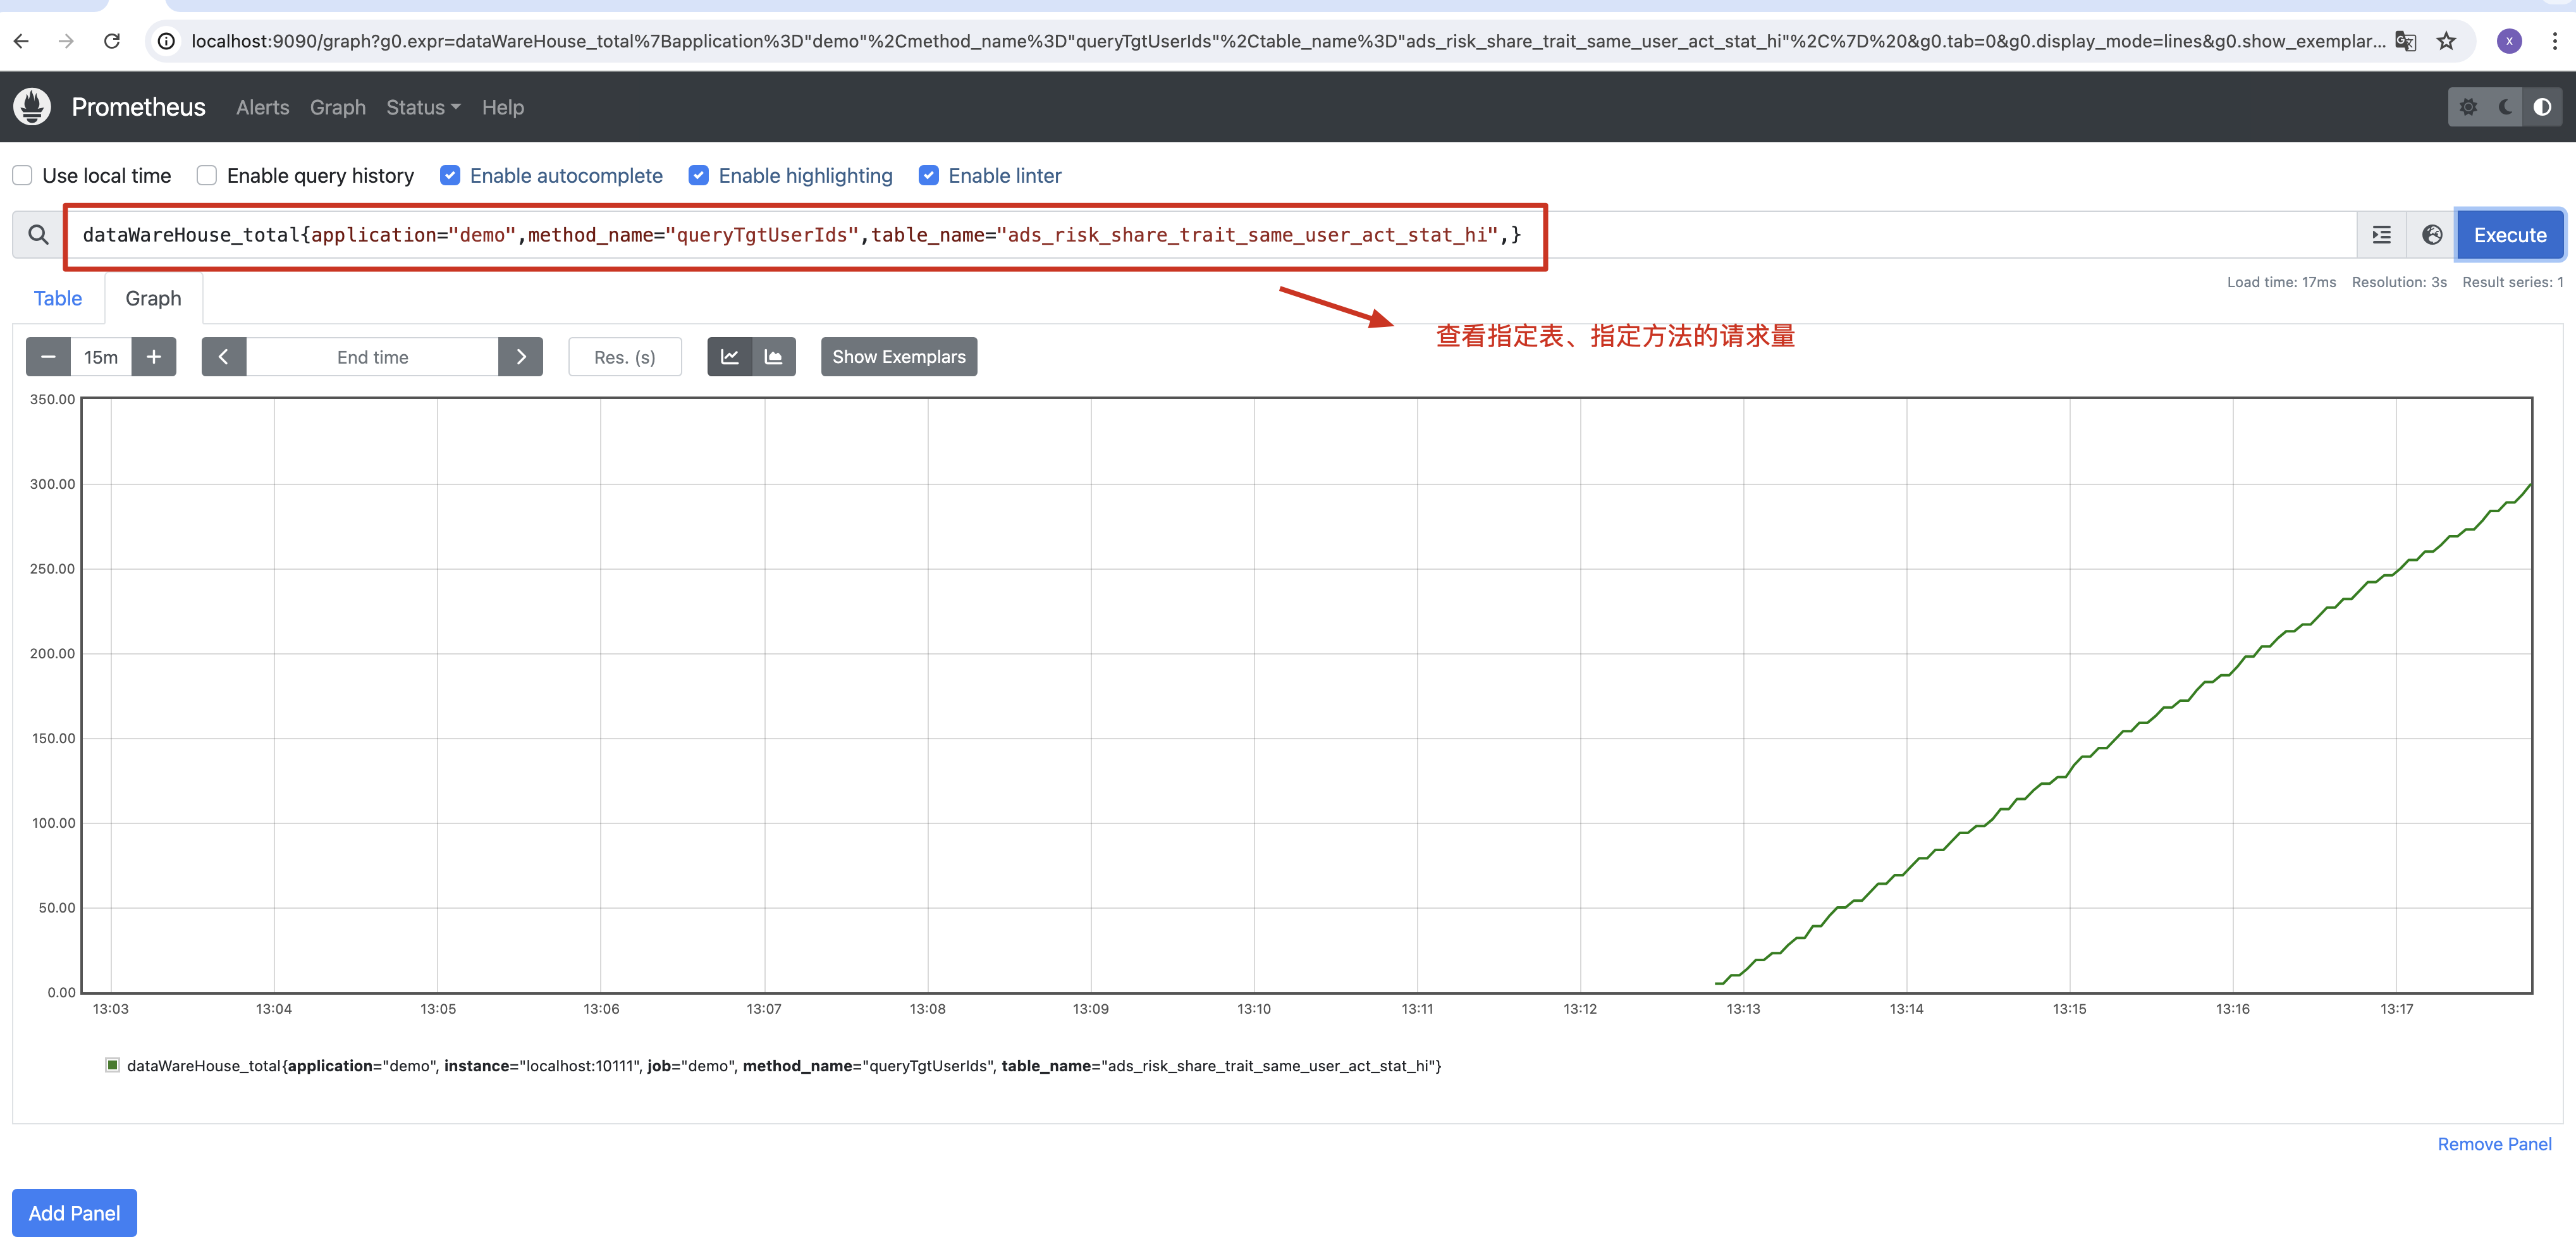 localhost:9090/graph?g0.expr=dataWareHouse_total%7Bapplication%3D"demo"%2Cmethod_name%3D"queryTgtUserIds"%2Ctable_name%3D"ads_risk_share_trait_same_user_act_stat_hi"%2C%7D%20&g0.tab=0&g0.display_mode=lines&g0.show_exemplar...
X
Prometheus Alerts Graph Status Help
Use local time Enable query history Enable autocomplete Enable highlighting Enable linter
dataWareHouse_total{application="demo",method_name="queryTgtUserIds",table_name="ads_risk_share_trait_same_user_act_stat_hi",}
Execute
Load time: 17ms Resolution: 3s Result series: 1
Table Graph
查看指定表、指定方法的请求量
15m End time Res. (s) Show Exemplars
350.00
300.00
250.00
200.00
150.00
100.00
50.00
0.00
13:03 13:04 13:05 13:06 13:07 13:08 13:09 13:10 13:11 13:12 13:13 13:14 13:15 13:16 13:17
dataWareHouse_total{application="demo", instance="localhost:10111", job="demo", method_name="queryTgtUserIds", table_name="ads_risk_share_trait_same_user_act_stat_hi"}
Remove Panel
Add Panel